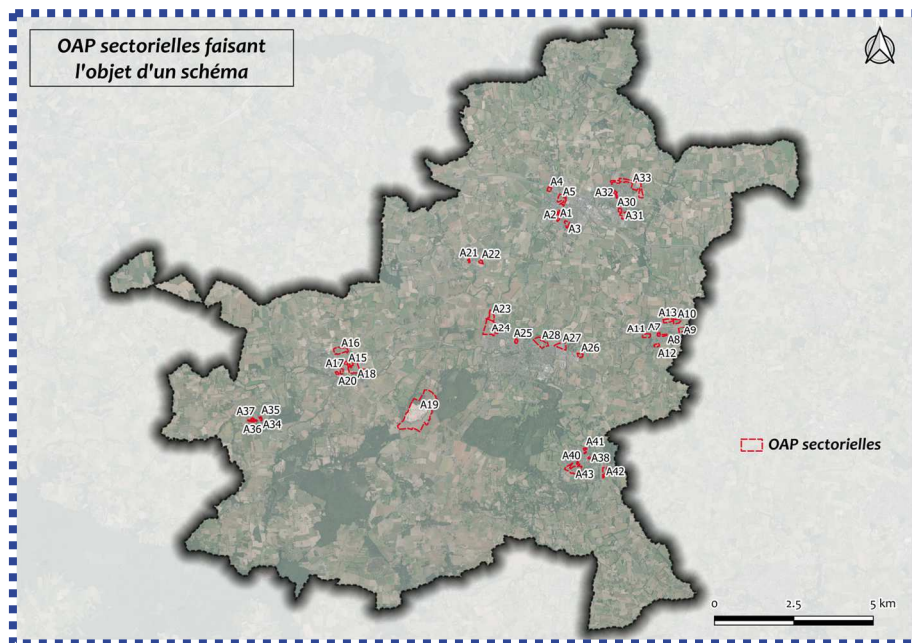 OAP sectorielles faisant
l'objet d'un schéma
A4
A5
A33
A32
A30
A2 A1
A31
A3
A21 A22
A23
A24
A25
A28 A27
A26
A13 A10
A11 A7
A9
A8
A12
A16
A17 A15
A18
A20
A19
A37 A35
A36 A34
A41
A40 A38
A43 A42
OAP sectorielles
0 2.5 5 km